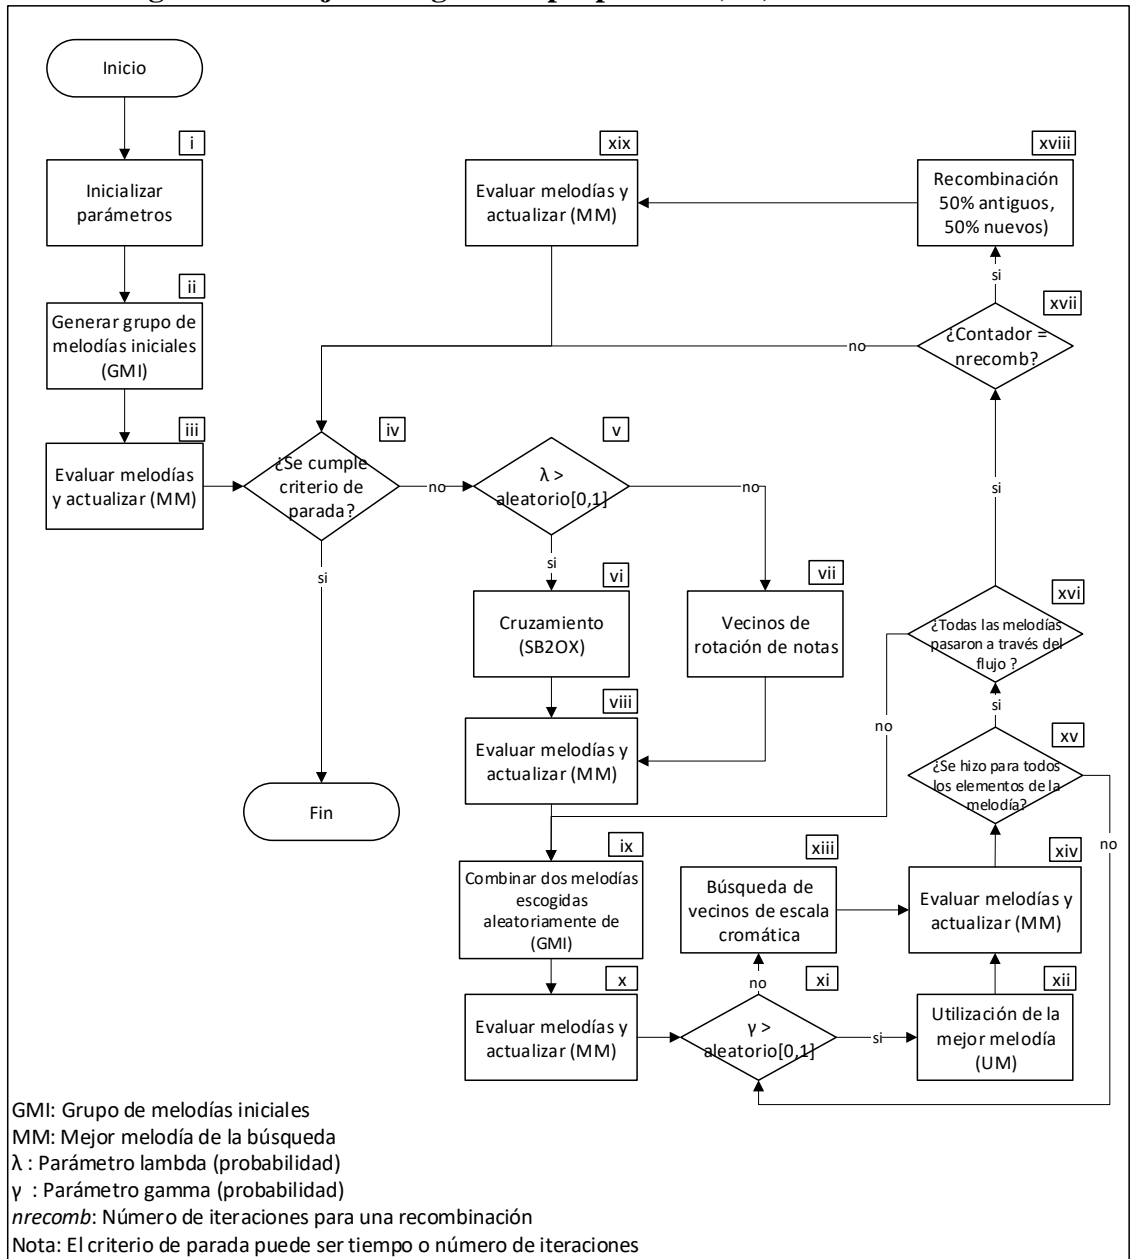 Inicio
i
Inicializar
parámetros
ii
Generar grupo de
melodías iniciales
(GMI)
iii
Evaluar melodías
y actualizar (MM)
iv
¿Se cumple
criterio de
parada?
si
Fin
no
v
λ >
aleatorio[0,1]
si
no
vi
Cruzamiento
(SB2OX)
vii
Vecinos de
rotación de notas
viii
Evaluar melodías y
actualizar (MM)
ix
Combinar dos melodías
escogidas
aleatoriamente de
(GMI)
x
Evaluar melodías y
actualizar (MM)
xi
γ >
aleatorio[0,1]
no
si
xii
Utilización de la
mejor melodía
(UM)
xiii
Búsqueda de
vecinos de escala
cromática
xiv
Evaluar melodías y
actualizar (MM)
xv
¿Se hizo para todos
los elementos de la
melodía?
no
si
xvi
¿Todas las melodías
pasaron a través del
flujo ?
no
si
xvii
¿Contador =
nrecomb?
no
si
xviii
Recombinación
50% antiguos,
50% nuevos)
xix
Evaluar melodías y
actualizar (MM)
GMI: Grupo de melodías iniciales
MM: Mejor melodía de la búsqueda
λ : Parámetro lambda (probabilidad)
γ : Parámetro gamma (probabilidad)
nrecomb: Número de iteraciones para una recombinación
Nota: El criterio de parada puede ser tiempo o número de iteraciones